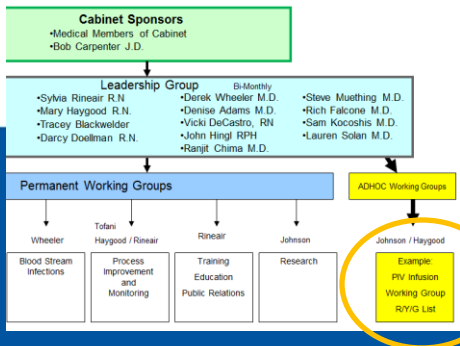 Cabinet Sponsors
•Medical Members of Cabinet
•Bob Carpenter J.D.
Leadership Group
Bi-Monthly
•Sylvia Rineair R.N
•Mary Haygood R.N.
•Tracey Blackwelder
•Darcy Doellman R.N.
•Derek Wheeler M.D.
•Denise Adams M.D.
•Vicki DeCastro, RN
•John Hingl RPH
•Ranjit Chima M.D.
•Steve Muething M.D.
•Rich Falcone M.D.
•Sam Kocoshis M.D.
•Lauren Solan M.D.
Permanent Working Groups
ADHOC Working Groups
Wheeler
Blood Stream
Infections
Tofani
Haygood / Rineair
Process
Improvement
and
Monitoring
Rineair
Training
Education
Public Relations
Johnson
Research
Johnson / Haygood
Example:
PIV Infusion
Working Group
R/Y/G List